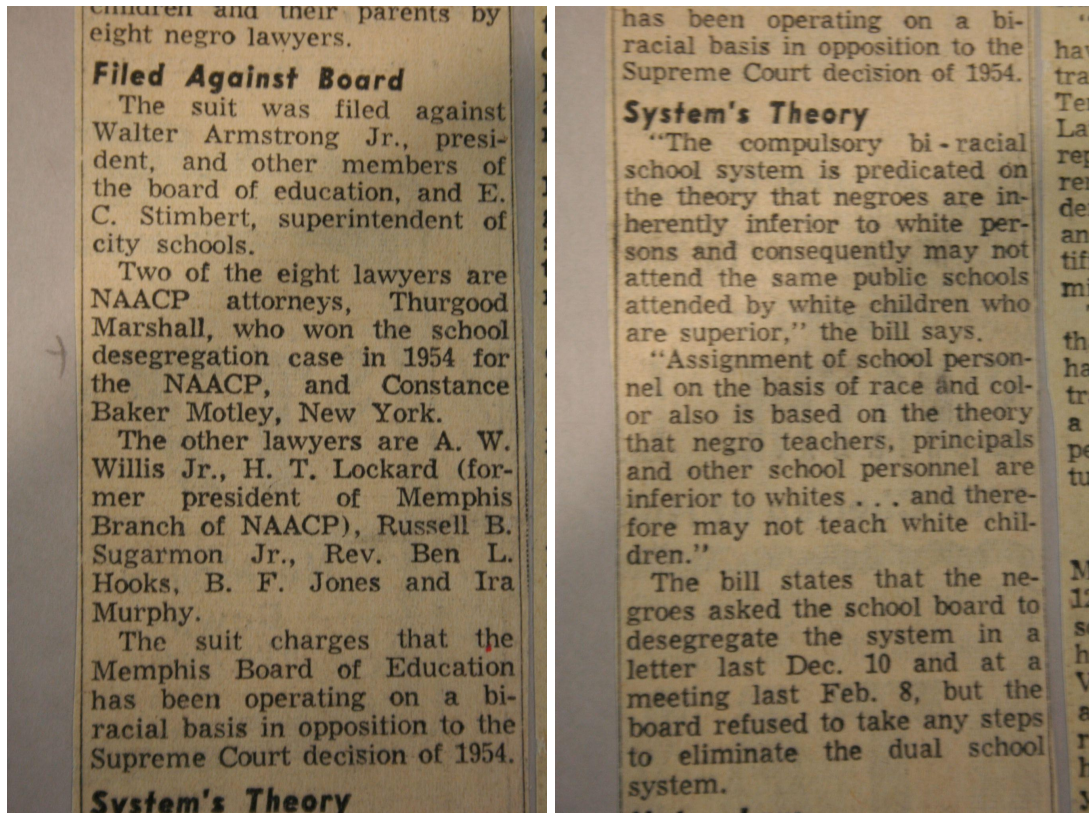 children and their parents by
eight negro lawyers.
Filed Against Board
The suit was filed against
Walter Armstrong Jr., presi-
dent, and other members of
the board of education, and E.
C. Stimbert, superintendent of
city schools.
Two of the eight lawyers are
NAACP attorneys, Thurgood
Marshall, who won the school
desegregation case in 1954 for
the NAACP, and Constance
Baker Motley, New York.
The other lawyers are A. W.
Willis Jr., H. T. Lockard (for-
mer president of Memphis
Branch of NAACP), Russell B.
Sugarmon Jr., Rev. Ben L.
Hooks, B. F. Jones and Ira
Murphy.
The suit charges that the
Memphis Board of Education
has been operating on a bi-
racial basis in opposition to the
Supreme Court decision of 1954.
System's Theory
has been operating on a bi-
racial basis in opposition to the
Supreme Court decision of 1954.
System's Theory
"The compulsory bi-racial
school system is predicated on
the theory that negroes are in-
herently inferior to white per-
sons and consequently may not
attend the same public schools
attended by white children who
are superior," the bill says.
"Assignment of school person-
nel on the basis of race and col-
or also is based on the theory
that negro teachers, principals
and other school personnel are
inferior to whites . . . and there-
fore may not teach white chil-
dren."
The bill states that the ne-
groes asked the school board to
desegregate the system in a
letter last Dec. 10 and at a
meeting last Feb. 8, but the
board refused to take any steps
to eliminate the dual school
system.